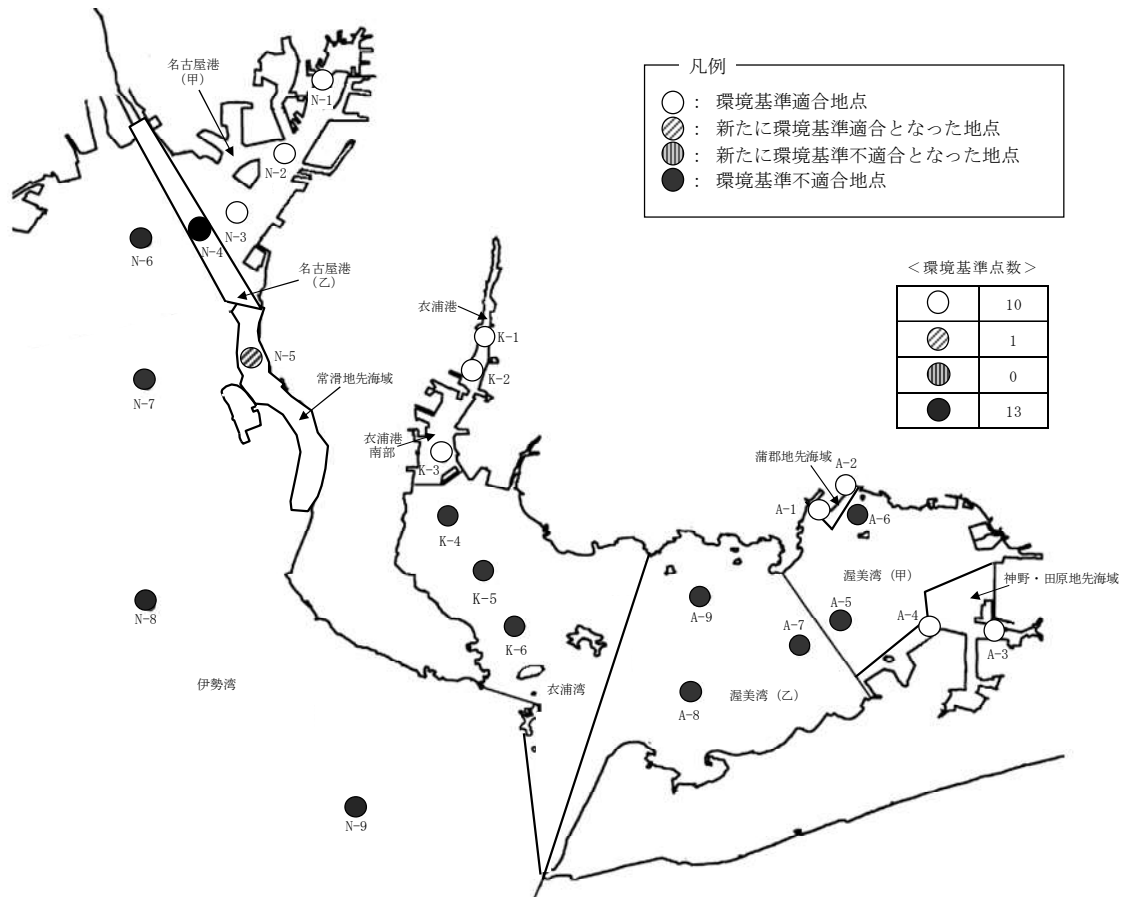 名古屋港
（甲）
N-1
N-2
N-3
N-4
N-6
名古屋港
（乙）
N-5
N-7
常滑地先海域
N-8
伊勢湾
N-9
衣浦港
K-1
K-2
衣浦港
南部
K-3
K-4
K-5
K-6
衣浦湾
蒲郡地先海域
A-2
A-1
A-6
渥美湾（甲）
神野・田原地先海域
A-5
A-4
A-3
A-7
A-9
A-8
渥美湾（乙）
凡例
： 環境基準適合地点
： 新たに環境基準適合となった地点
： 新たに環境基準不適合となった地点
： 環境基準不適合地点
＜環境基準点数＞
10
1
0
13